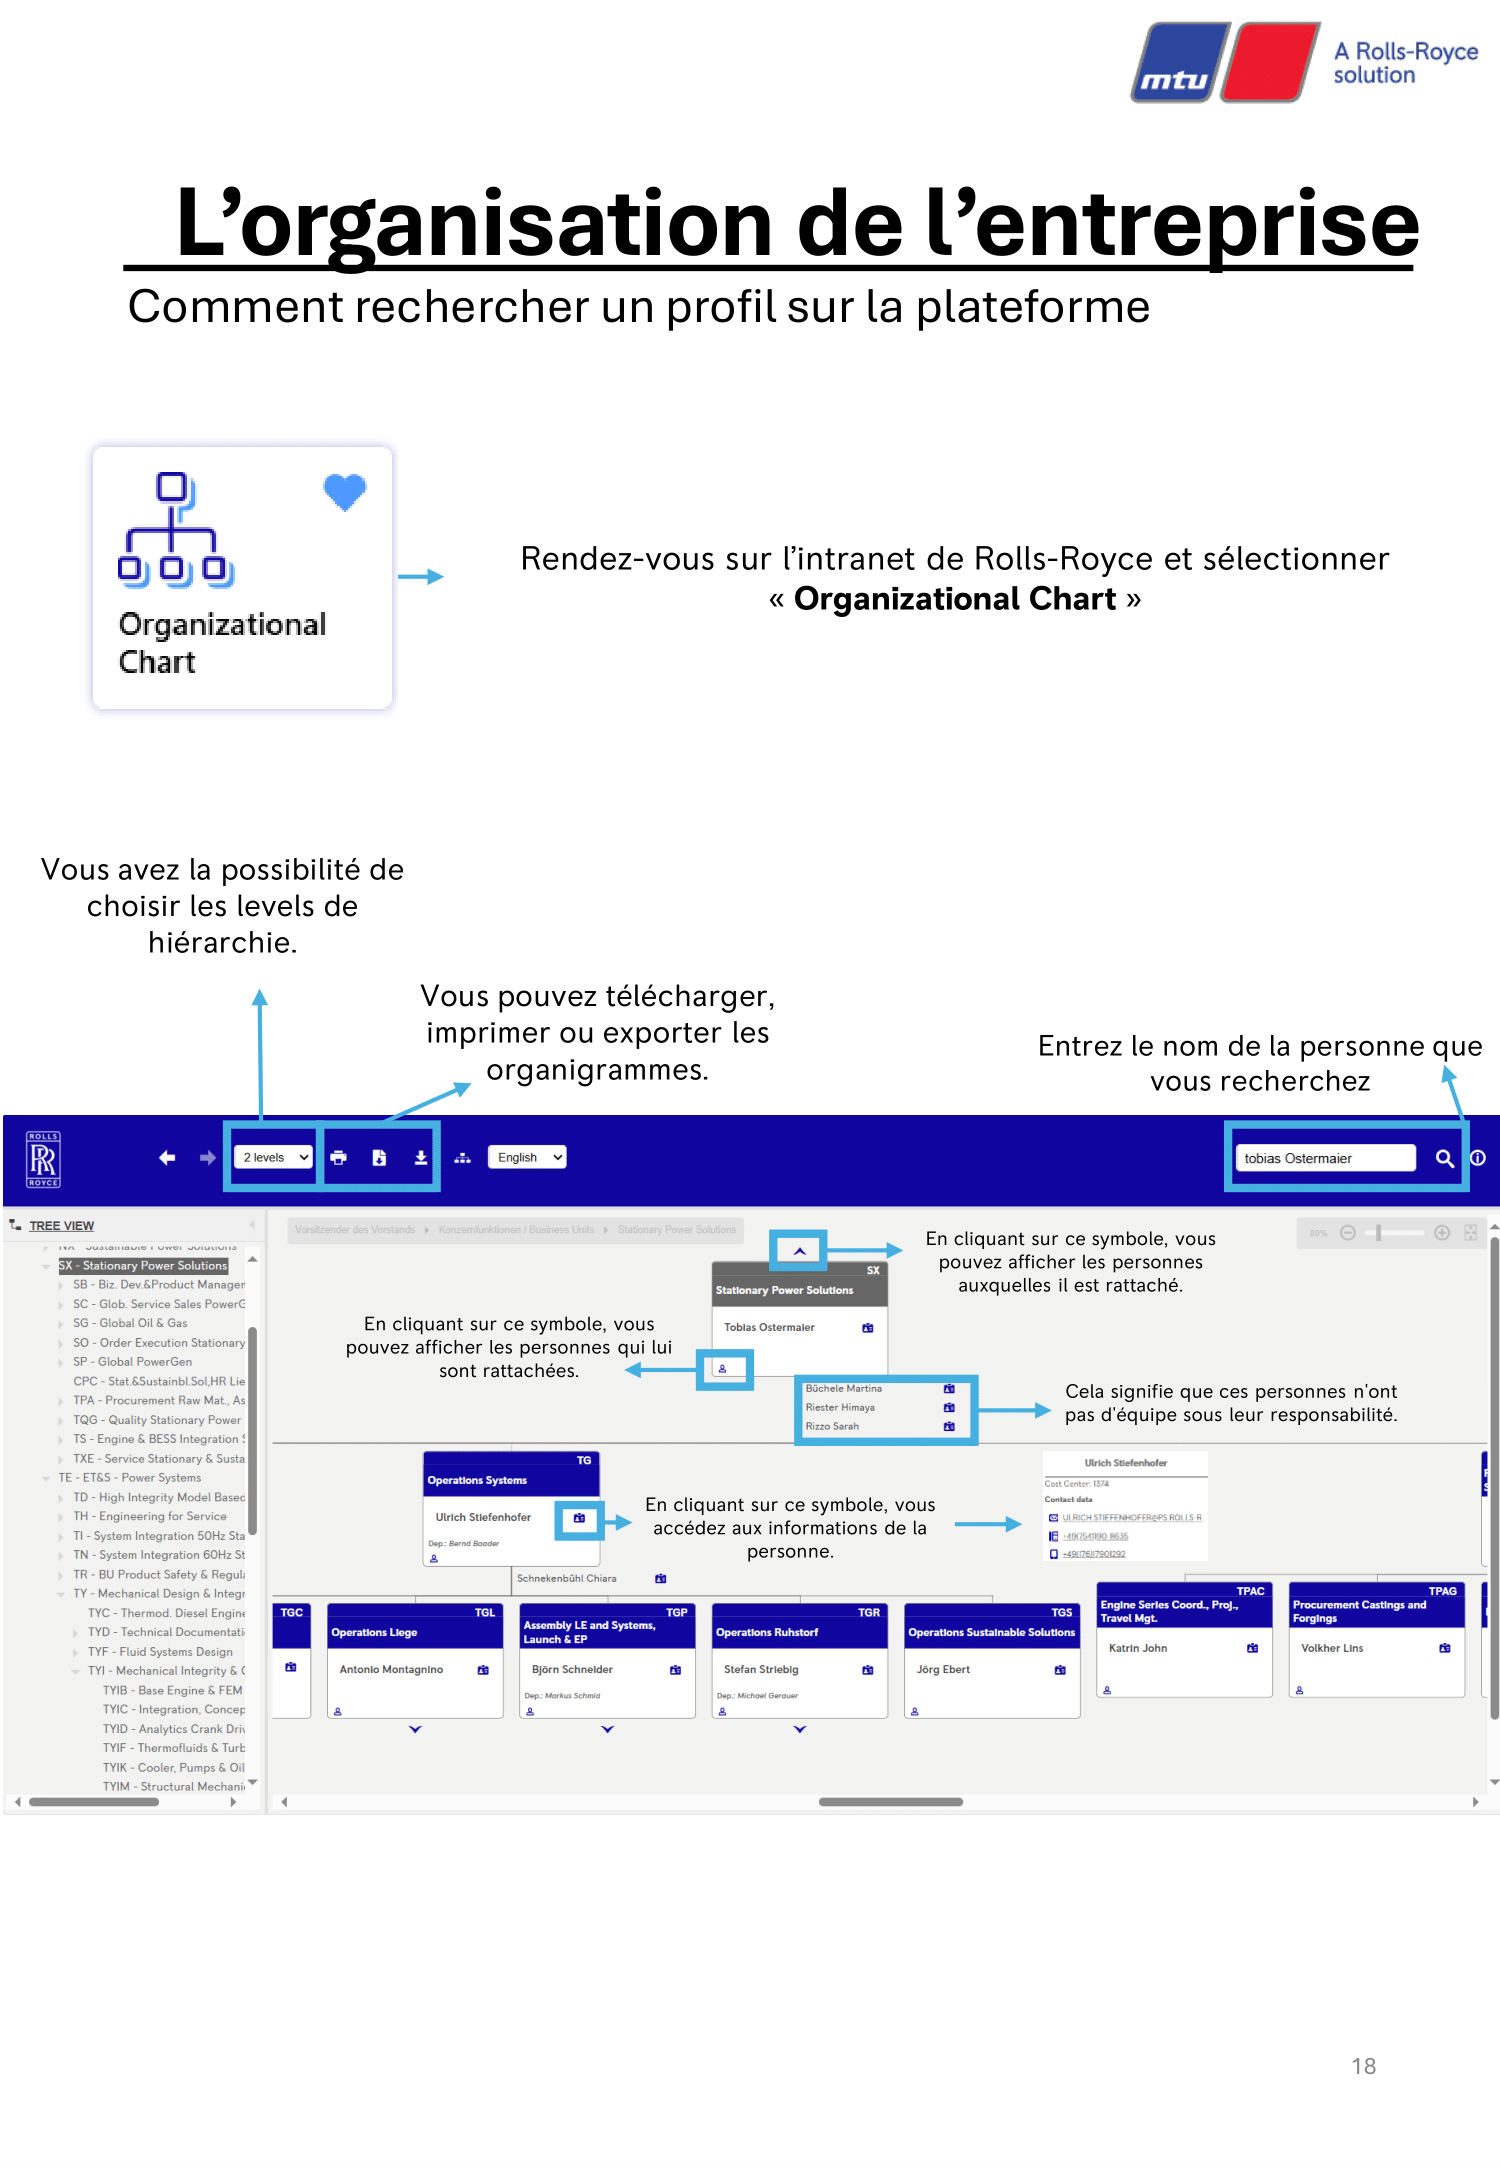 mtu
A Rolls-Royce
solution
L’organisation de l’entreprise
Comment rechercher un profil sur la plateforme
Organizational
Chart
Rendez-vous sur l’intranet de Rolls-Royce et sélectionner
« Organizational Chart »
Vous avez la possibilité de
choisir les levels de
hiérarchie.
Vous pouvez télécharger,
imprimer ou exporter les
organigrammes.
Entrez le nom de la personne que
vous recherchez
ROLLS
RR
ROYCE
2 levels
English
tobias Ostermaier
TREE VIEW
NX - Sustainable Power Solutions
SX - Stationary Power Solutions
SB - Biz. Dev.&Product Manager
SC - Glob. Service Sales PowerG
SG - Global Oil & Gas
SO - Order Execution Stationary
SP - Global PowerGen
CPC - Stat.&Sustainbl.Sol,HR Lie
TPA - Procurement Raw Mat., As
TQG - Quality Stationary Power
TS - Engine & BESS Integration S
TXE - Service Stationary & Susta
TE - ET&S - Power Systems
TD - High Integrity Model Based
TH - Engineering for Service
TI - System Integration 50Hz Sta
TN - System Integration 60Hz St
TR - BU Product Safety & Regula
TY - Mechanical Design & Integr
TYC - Thermod. Diesel Engine
TYD - Technical Documentati
TYF - Fluid Systems Design
TYI - Mechanical Integrity & C
TYIB - Base Engine & FEM
TYIC - Integration, Concep
TYID - Analytics Crank Driv
TYIF - Thermofluids & Turb
TYIK - Cooler, Pumps & Oil
TYIM - Structural Mechani
Vorsitzender des Vorstands
Konzernfunktionen / Business Units
Stationary Power Solutions
80%
En cliquant sur ce symbole, vous
pouvez afficher les personnes
auxquelles il est rattaché.
SX
Stationary Power Solutions
Tobias Ostermaier
En cliquant sur ce symbole, vous
pouvez afficher les personnes qui lui
sont rattachées.
Büchele Martina
Riester Himaya
Rizzo Sarah
Cela signifie que ces personnes n'ont
pas d'équipe sous leur responsabilité.
TG
Operations Systems
Ulrich Stiefenhofer
Dep.: Bernd Baader
En cliquant sur ce symbole, vous
accédez aux informations de la
personne.
Ulrich Stiefenhofer
Cost Center: 1374
Contact data
ULRICH.STIEFENHOFER@PS.ROLLS-R
+49(7541)90 8635
+49(176)17901292
Schnekenbühl Chiara
TGC
TGL
Operations Liege
Antonio Montagnino
TGP
Assembly LE and Systems,
Launch & EP
Björn Schneider
Dep.: Markus Schmid
TGR
Operations Ruhstorf
Stefan Striebig
Dep.: Michael Gerauer
TGS
Operations Sustainable Solutions
Jörg Ebert
TPAC
Engine Series Coord., Proj.,
Travel Mgt.
Katrin John
TPAG
Procurement Castings and
Forgings
Volkher Lins
18